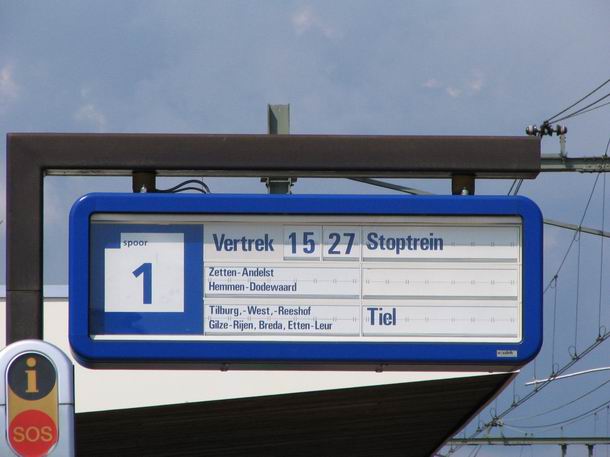 spoor
1
Vertrek 15 27 Stoptrein
Zetten-Andelst
Hemmen-Dodewaard
Tilburg,-West,-Reeshof
Gilze-Rijen, Breda, Etten-Leur
Tiel
i
SOS